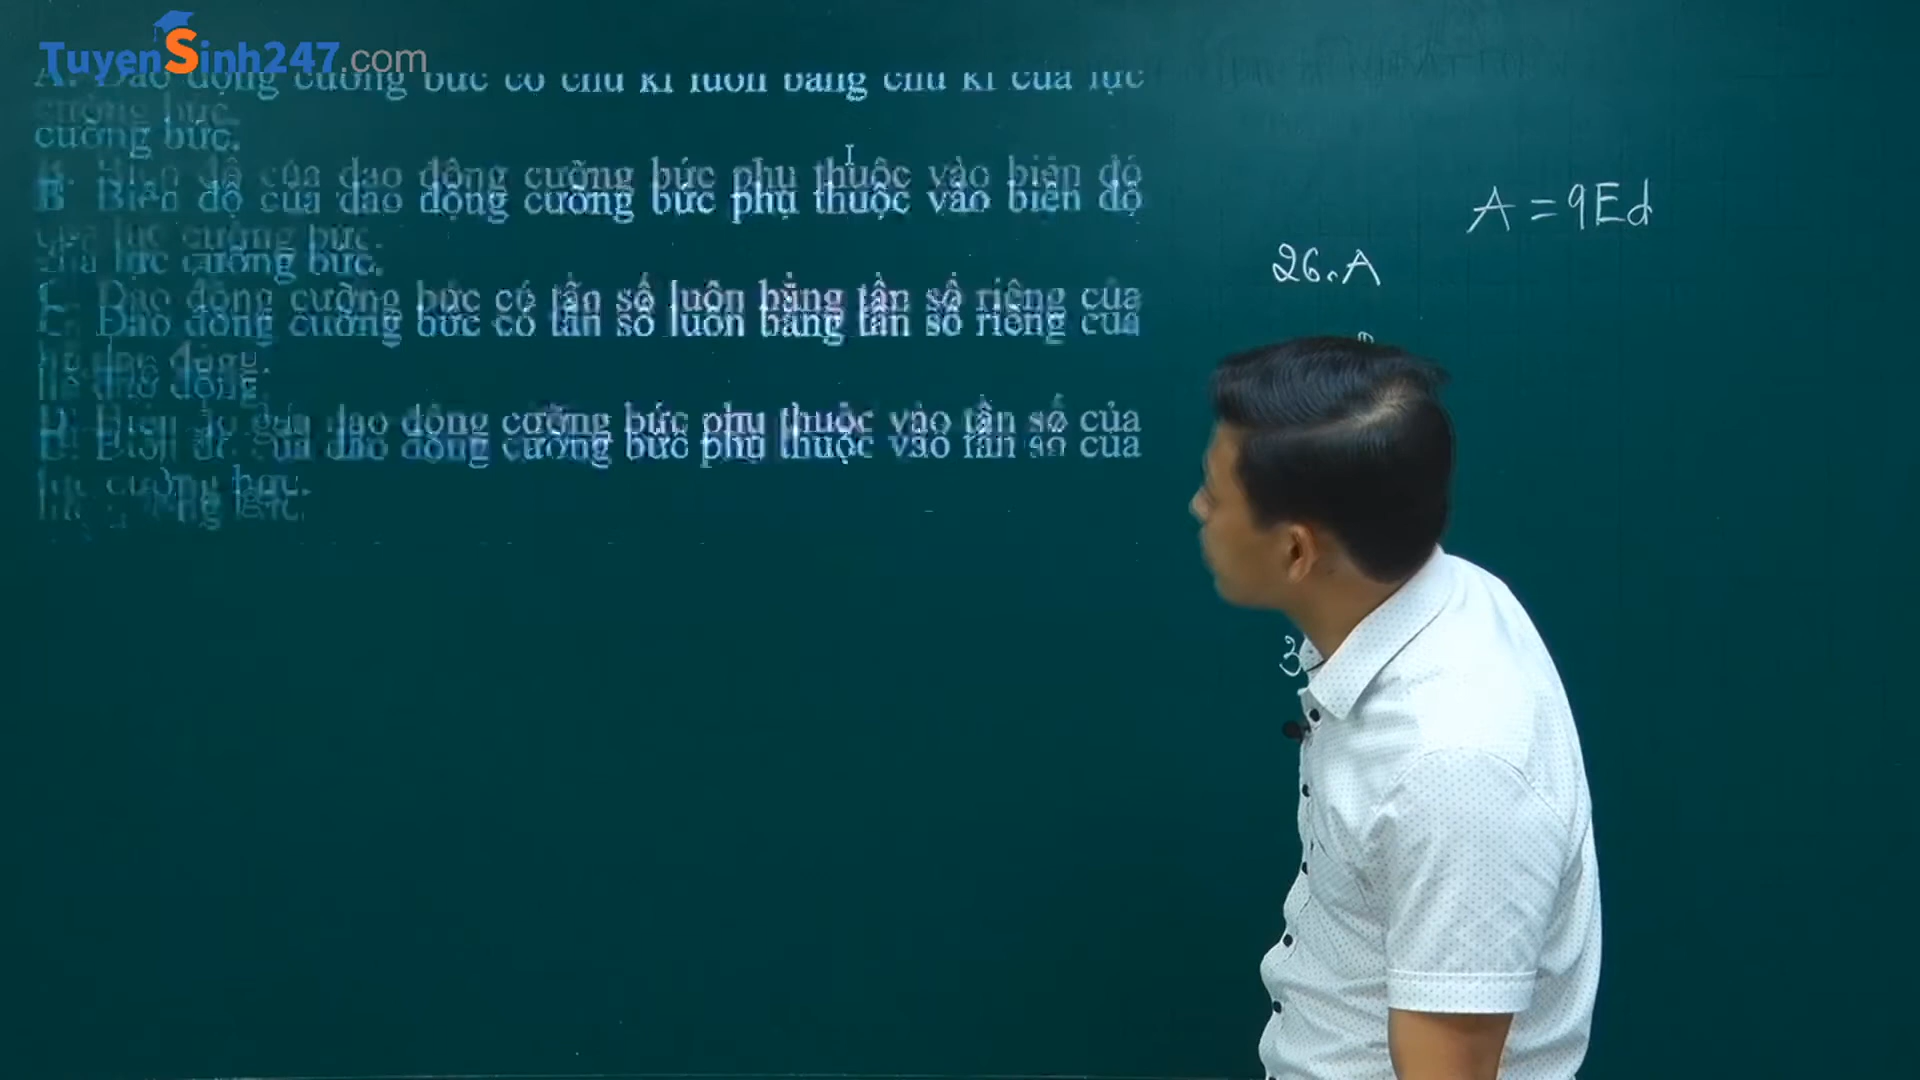 TuyenSinh247.com
A. Dao động cưỡng bức có chu kì luôn bằng chu kì của lực
cưỡng bức.
B. Biên độ của dao động cưỡng bức phụ thuộc vào biên độ
của lực cưỡng bức.
C. Dao động cưỡng bức có tần số luôn bằng tần số riêng của
hệ dao động.
D. Biên độ của dao động cưỡng bức phụ thuộc vào tần số của
lực cưỡng bức.
A = qEd
26. A
3